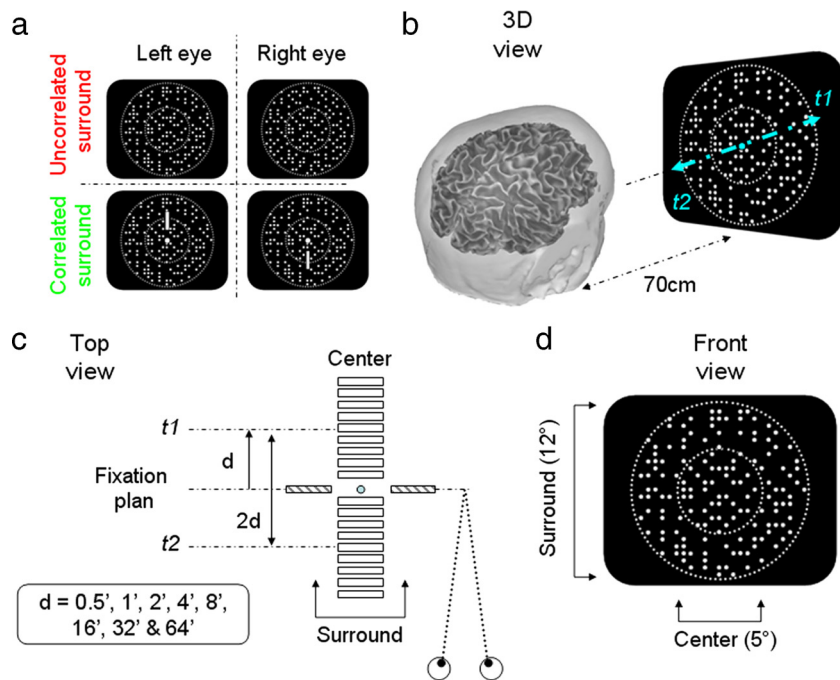 a
Left eye
Right eye
Uncorrelated
surround
Correlated
surround
b
3D
view
t1
t2
70cm
c
Top
view
Center
t1
d
Fixation
plan
2d
t2
d = 0.5', 1', 2', 4', 8',
16', 32' & 64'
Surround
d
Front
view
Surround (12°)
Center (5°)